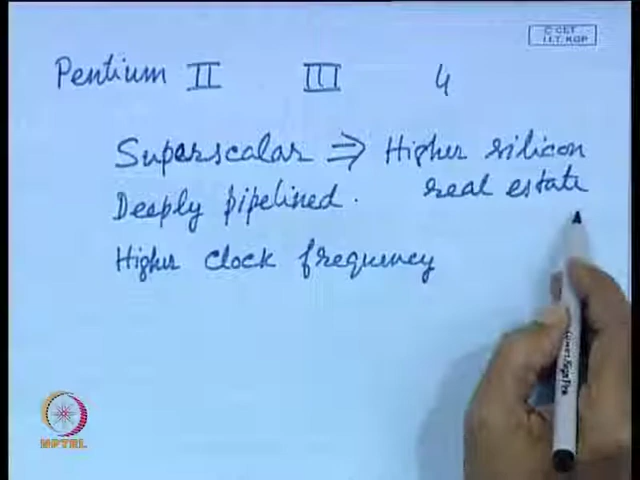 © CET
I.I.T. KGP
Pentium II III 4
Superscalar ⇒ Higher silicon
real estate
Deeply pipelined.
Higher clock frequency
NPTEL